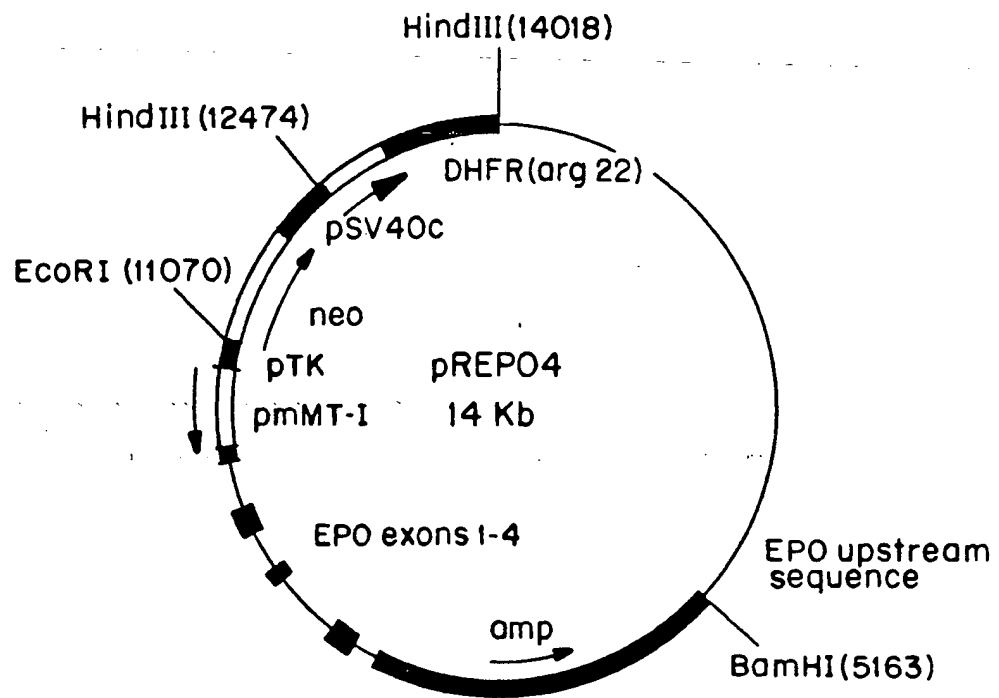 HindIII(14018)
HindIII(12474)
DHFR(arg 22)
pSV40c
EcoRI (11070)
neo
pTK
pREPO4
pmMT-I
14 Kb
EPO exons 1-4
EPO upstream
sequence
amp
BamHI(5163)